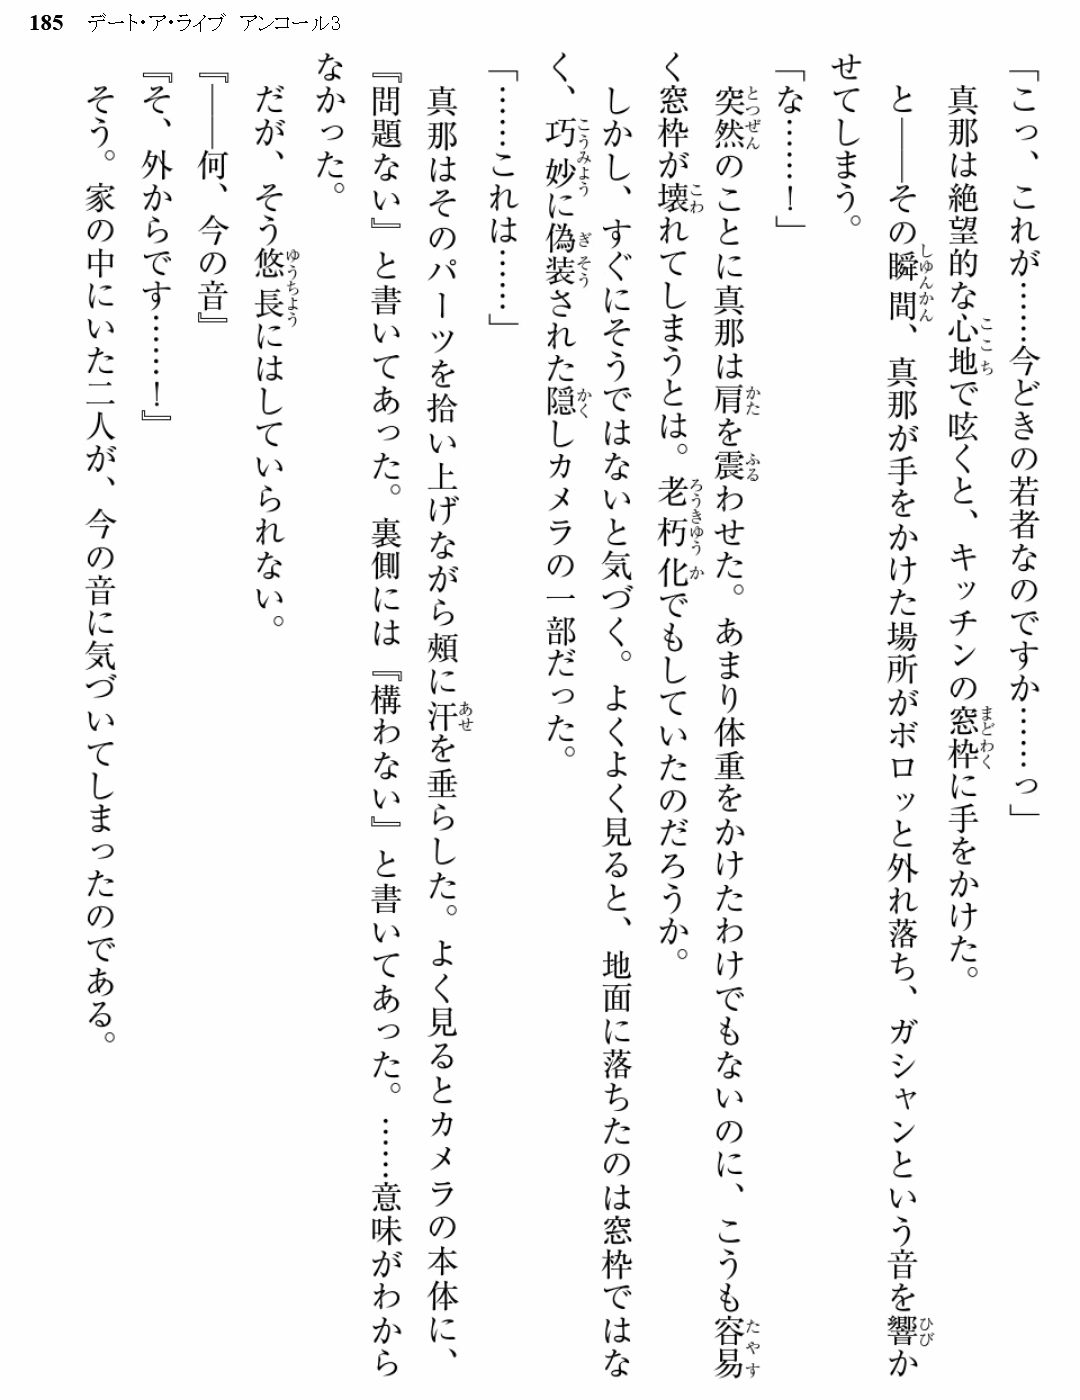 185 デート・ア・ライブ アンコール3
「こっ、これが……今どきの若者なのですか……っ」
真那は絶望的な心地で呟くと、キッチンの窓枠に手をかけた。
と――その瞬間、真那が手をかけた場所がボロッと外れ落ち、ガシャンという音を響か
せてしまう。
「な……！」
突然のことに真那は肩を震わせた。あまり体重をかけたわけでもないのに、こうも容易
く窓枠が壊れてしまうとは。老朽化でもしていたのだろうか。
しかし、すぐにそうではないと気づく。よくよく見ると、地面に落ちたのは窓枠ではな
く、巧妙に偽装された隠しカメラの一部だった。
「……これは……」
真那はそのパーツを拾い上げながら頰に汗を垂らした。よく見るとカメラの本体に、
『問題ない』と書いてあった。裏側には『構わない』と書いてあった。……意味がわから
なかった。
だが、そう悠長にはしていられない。
『――何、今の音』
『そ、外からです……！』
そう。家の中にいた二人が、今の音に気づいてしまったのである。